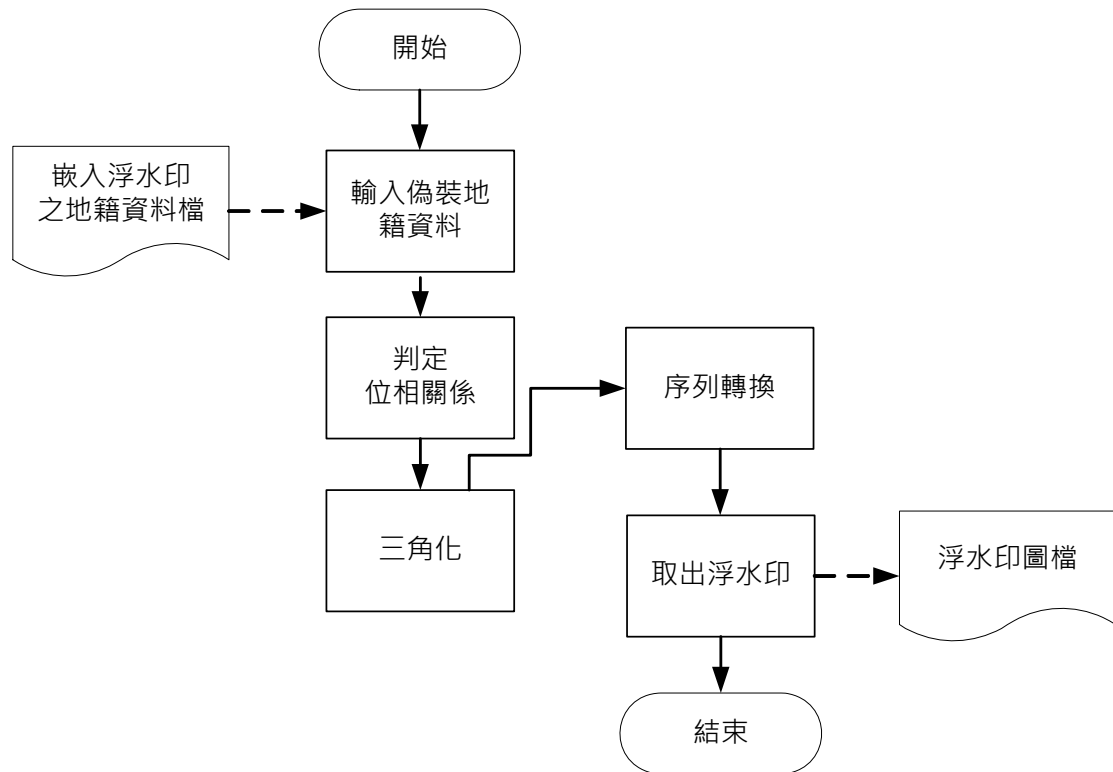 開始
嵌入浮水印
之地籍資料檔
輸入偽裝地
籍資料
判定
位相關係
三角化
序列轉換
取出浮水印
浮水印圖檔
結束